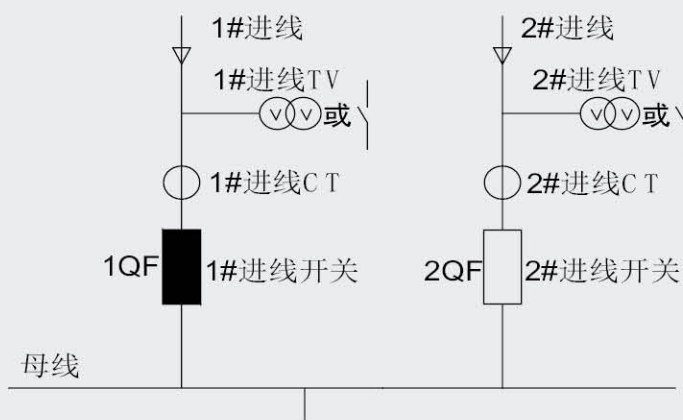 1#进线
2#进线
1#进线TV
2#进线TV
V V 或
V V 或
1#进线CT
2#进线CT
1QF
1#进线开关
2QF
2#进线开关
母线